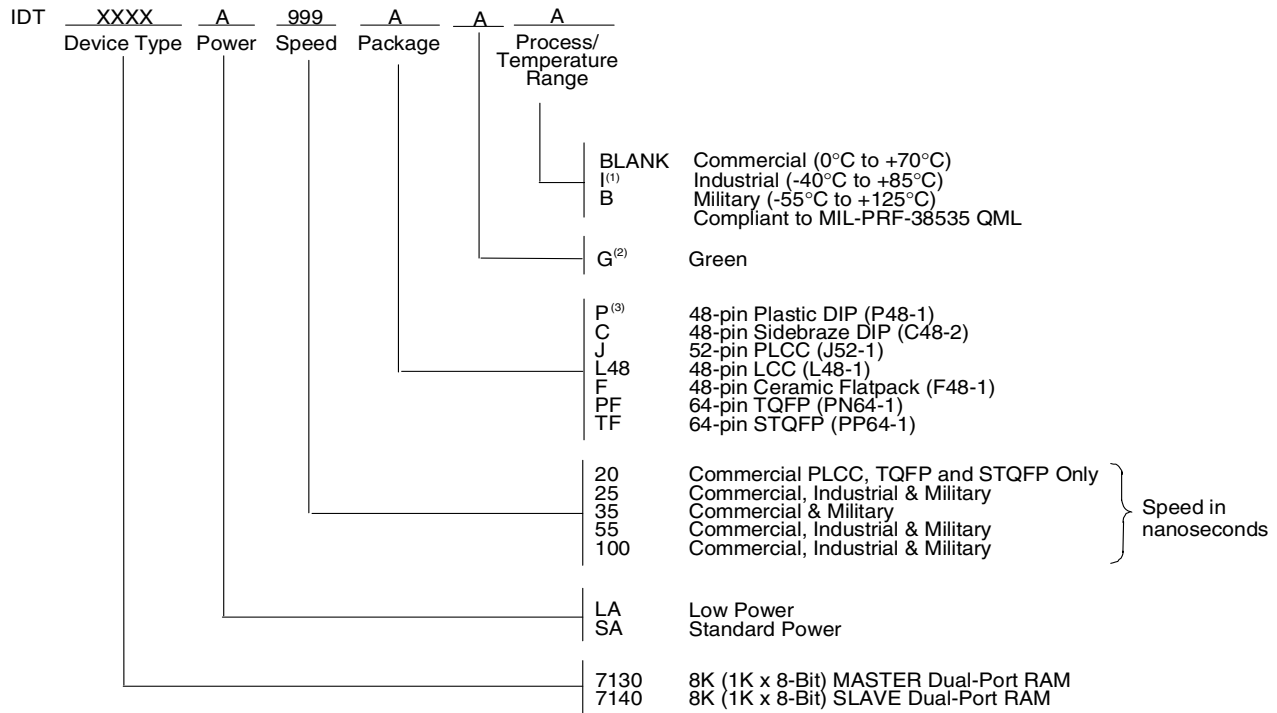 IDT XXXX A 999 A A A
Device Type Power Speed Package Process/
Temperature
Range
BLANK Commercial (0°C to +70°C)
I(1) Industrial (-40°C to +85°C)
B Military (-55°C to +125°C)
Compliant to MIL-PRF-38535 QML
G(2) Green
P(3) 48-pin Plastic DIP (P48-1)
C 48-pin Sidebraze DIP (C48-2)
J 52-pin PLCC (J52-1)
L48 48-pin LCC (L48-1)
F 48-pin Ceramic Flatpack (F48-1)
PF 64-pin TQFP (PN64-1)
TF 64-pin STQFP (PP64-1)
20 Commercial PLCC, TQFP and STQFP Only
25 Commercial, Industrial & Military
35 Commercial & Military
55 Commercial, Industrial & Military
100 Commercial, Industrial & Military
Speed in
nanoseconds
LA Low Power
SA Standard Power
7130 8K (1K x 8-Bit) MASTER Dual-Port RAM
7140 8K (1K x 8-Bit) SLAVE Dual-Port RAM